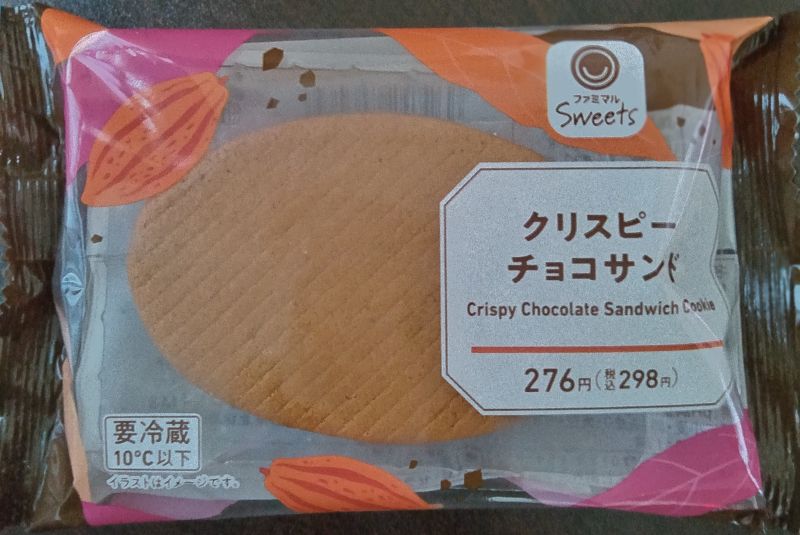 ファミマル
Sweets
クリスピー
チョコサンド
Crispy Chocolate Sandwich Cookie
276円(税込298円)
要冷蔵
10℃以下
イラストはイメージです。